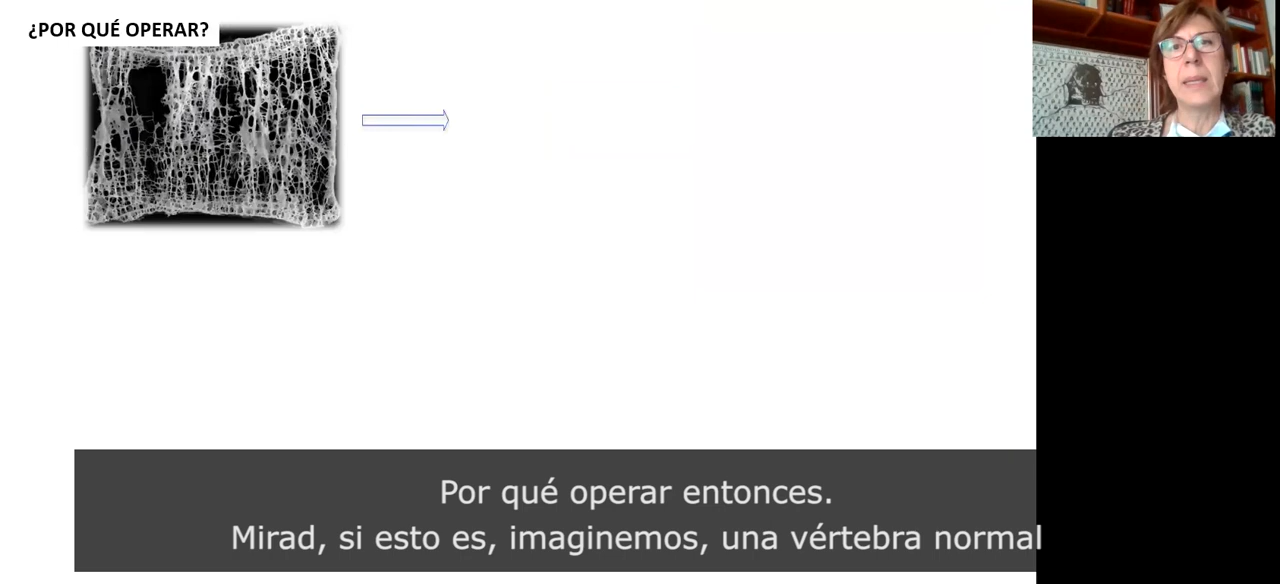 ¿POR QUÉ OPERAR?
Por qué operar entonces.
Mirad, si esto es, imaginemos, una vértebra normal